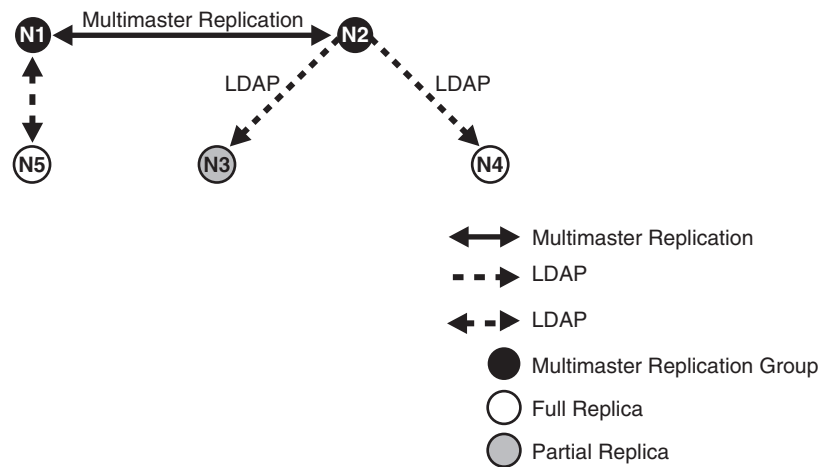 Multimaster Replication
N1
N2
LDAP
LDAP
N5
N3
N4
Multimaster Replication
LDAP
LDAP
Multimaster Replication Group
Full Replica
Partial Replica